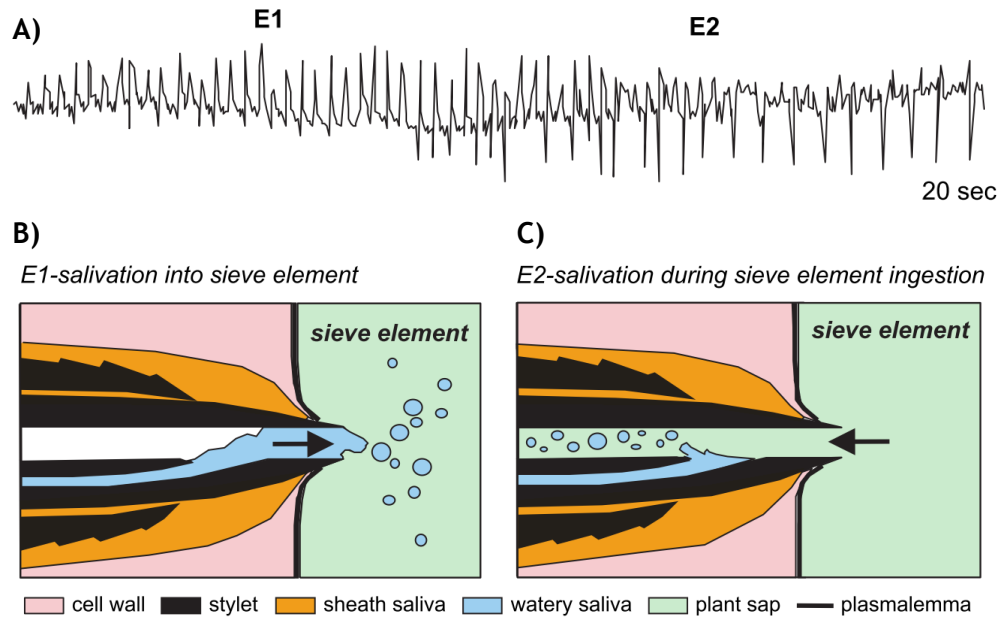 A)
E1
E2
20 sec
B)
C)
E1-salivation into sieve element
E2-salivation during sieve element ingestion
sieve element
sieve element
cell wall
stylet
sheath saliva
watery saliva
plant sap
plasmalemma